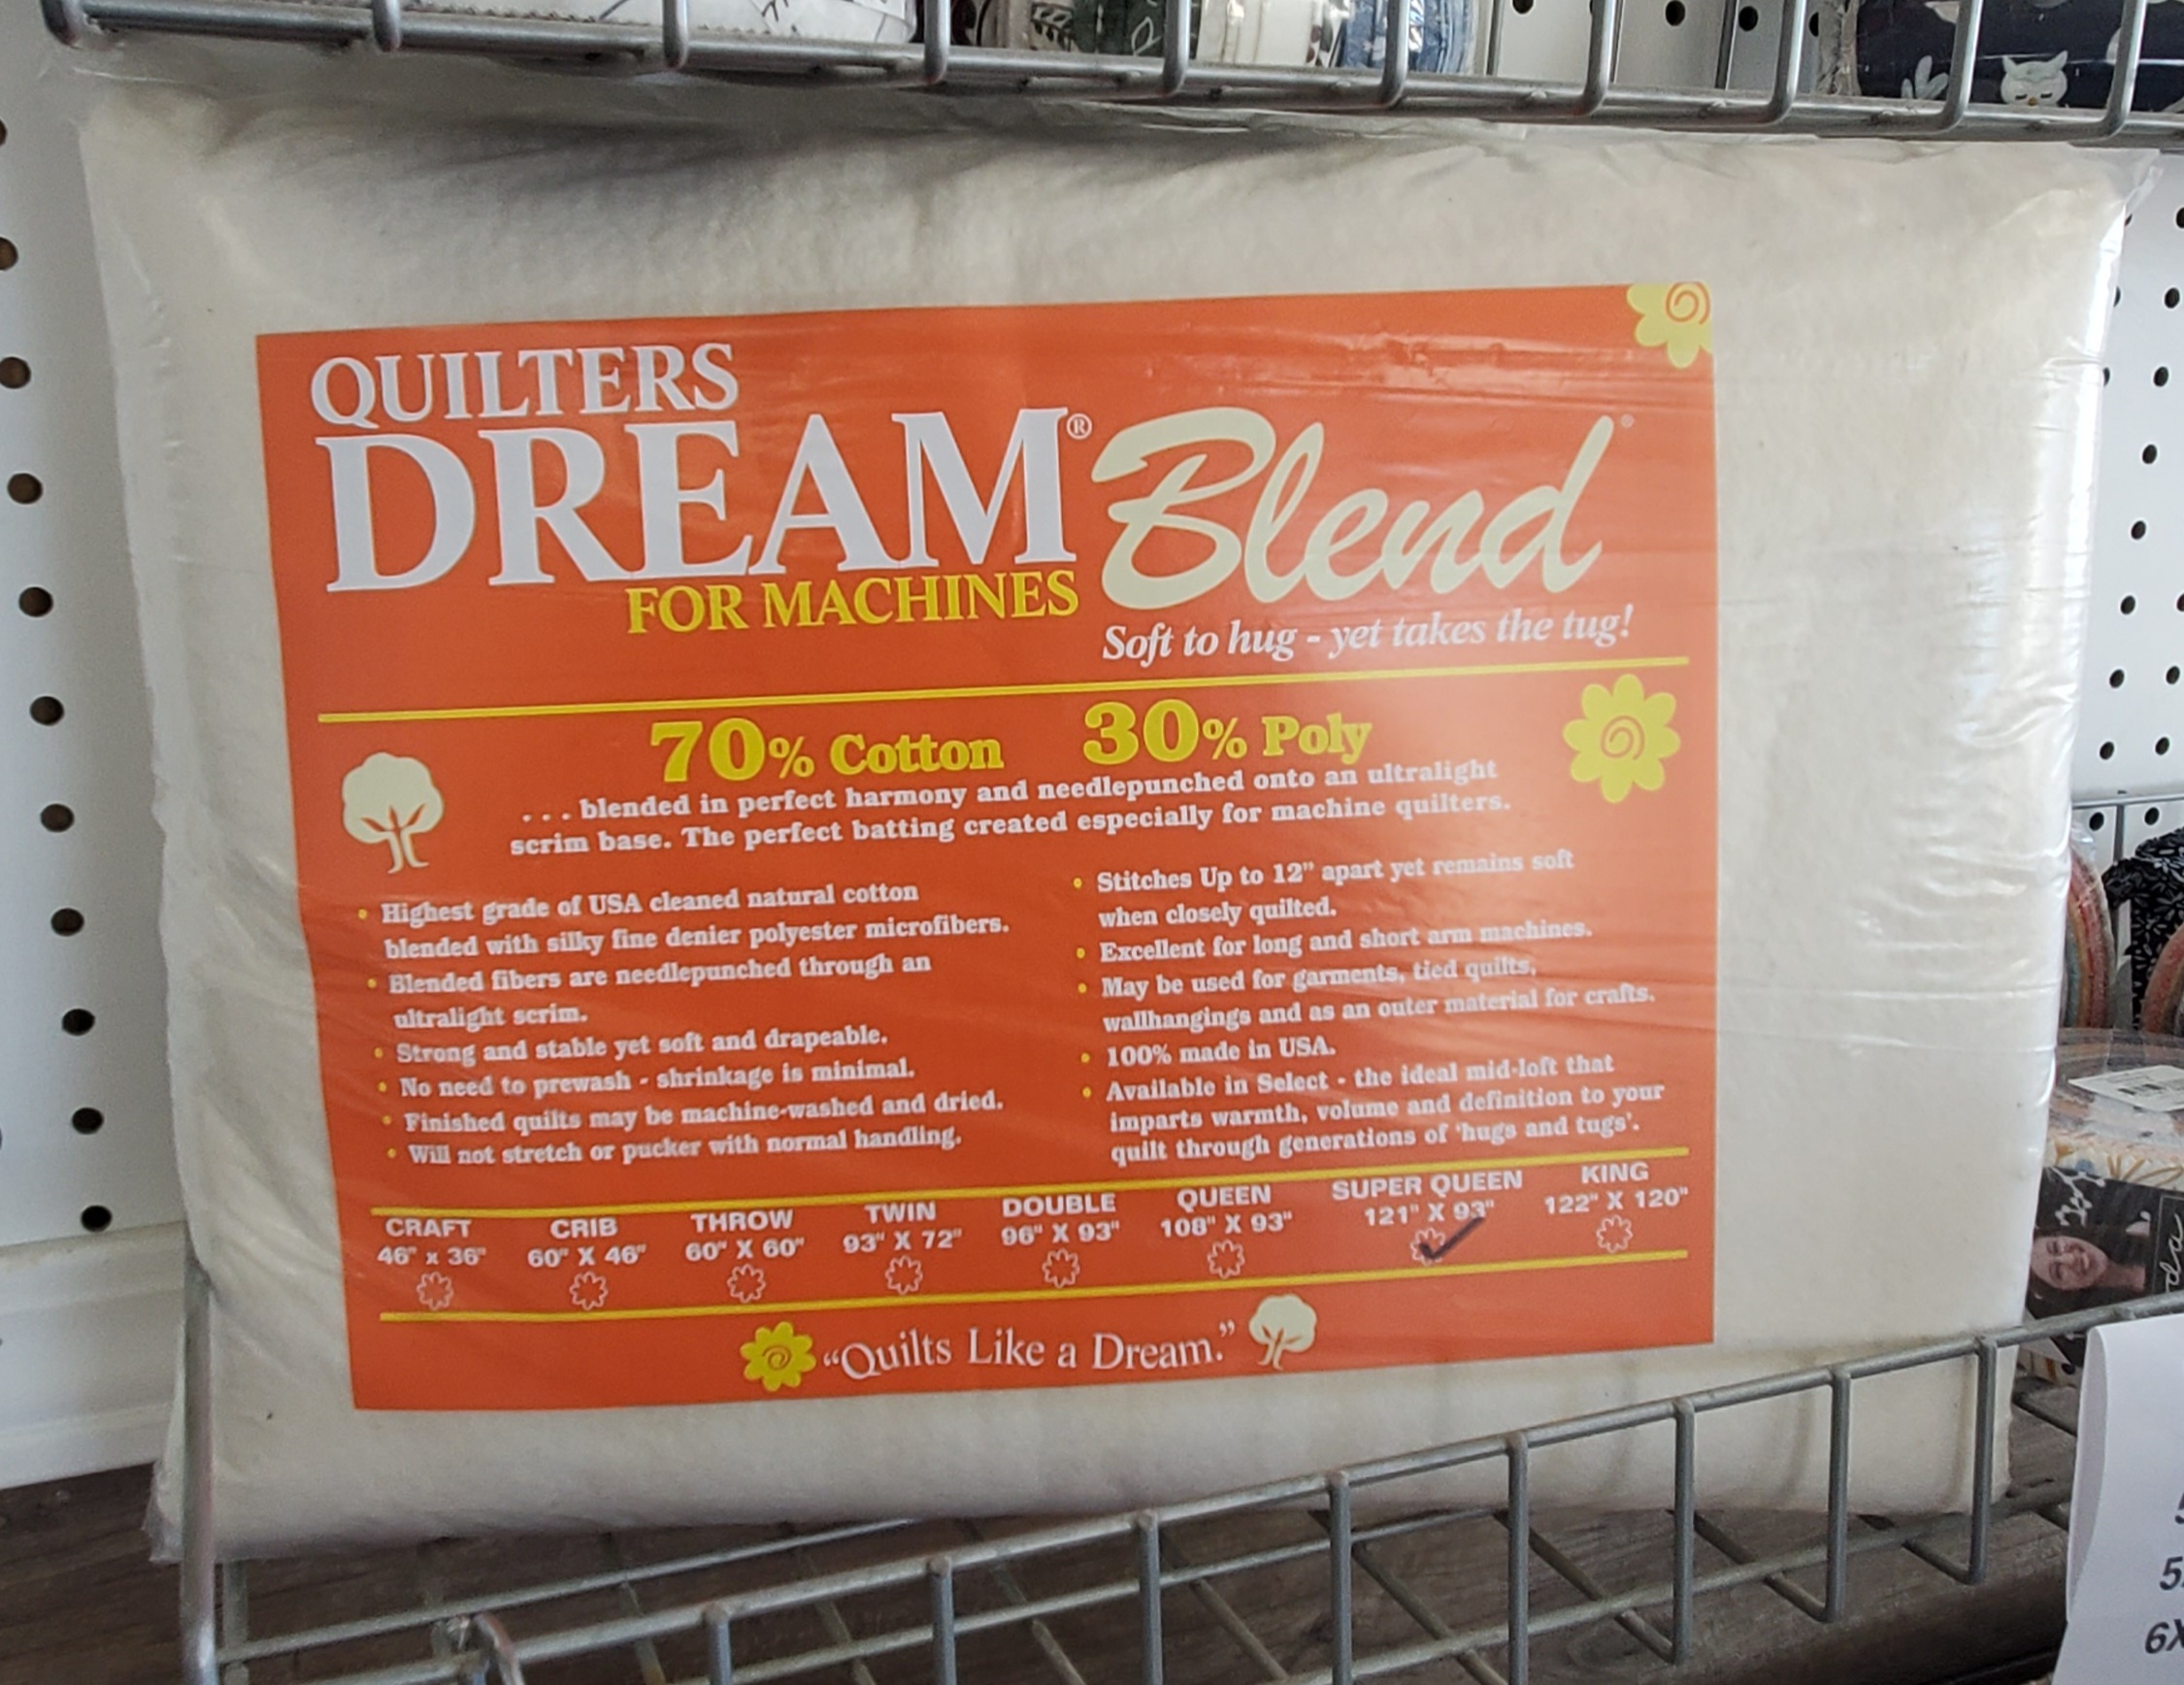 QUILTERS
DREAM® Blend
FOR MACHINES
Soft to hug - yet takes the tug!
70% Cotton 30% Poly
. . . blended in perfect harmony and needlepunched onto an ultralight
scrim base. The perfect batting created especially for machine quilters.
• Highest grade of USA cleaned natural cotton
blended with silky fine denier polyester microfibers.
• Blended fibers are needlepunched through an
ultralight scrim.
• Strong and stable yet soft and drapeable.
• No need to prewash - shrinkage is minimal.
• Finished quilts may be machine-washed and dried.
• Will not stretch or pucker with normal handling.
• Stitches Up to 12” apart yet remains soft
when closely quilted.
• Excellent for long and short arm machines.
• May be used for garments, tied quilts,
wallhangings and as an outer material for crafts.
• 100% made in USA.
• Available in Select - the ideal mid-loft that
imparts warmth, volume and definition to your
quilt through generations of 'hugs and tugs'.
CRAFT
46" x 36"
CRIB
60" X 46"
THROW
60" X 60"
TWIN
93" X 72"
DOUBLE
96" X 93"
QUEEN
108" X 93"
SUPER QUEEN
121" X 93"
KING
122" X 120"
“Quilts Like a Dream.”